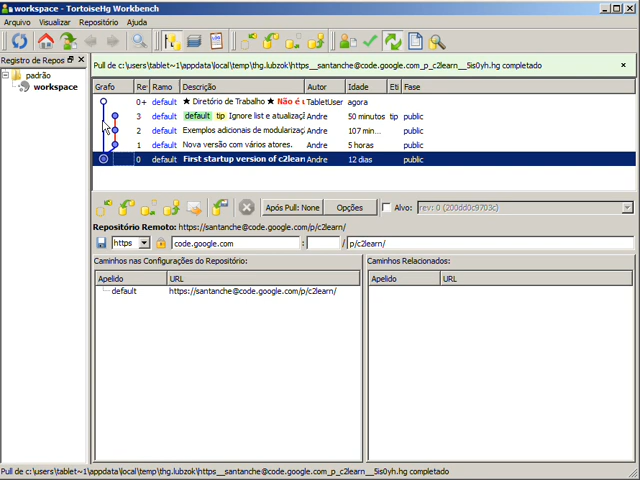 workspace - TortoiseHg Workbench
Arquivo Visualizar Repositório Ajuda
Registro de Repos
padrão
workspace
Pull de c:\users\tablet~1\appdata\local\temp\thg.lubzok\https__santanche@code.google.com_p_c2learn__5is0yh.hg completado
Grafo Re Ramo Descrição Autor Idade Eti Fase
0+ default ★ Diretório de Trabalho ★ Não é u TabletUser agora
3 default default tip Ignore list e atualizaç Andre 50 minutos tip public
2 default Exemplos adicionais de modularizaç Andre 107 min... public
1 default Nova versão com vários atores. Andre 5 horas public
0 default First startup version of c2lear Andre 12 dias public
Após Pull: None Opções Alvo: rev: 0 (200dd0c9703c)
Repositório Remoto: https://santanche@code.google.com/p/c2learn/
https code.google.com : / p/c2learn/
Caminhos nas Configurações do Repositório: Caminhos Relacionados:
Apelido URL Apelido URL
default https://santanche@code.google.com/p/c2learn/
Pull de c:\users\tablet~1\appdata\local\temp\thg.lubzok\https__santanche@code.google.com_p_c2learn__5is0yh.hg completado